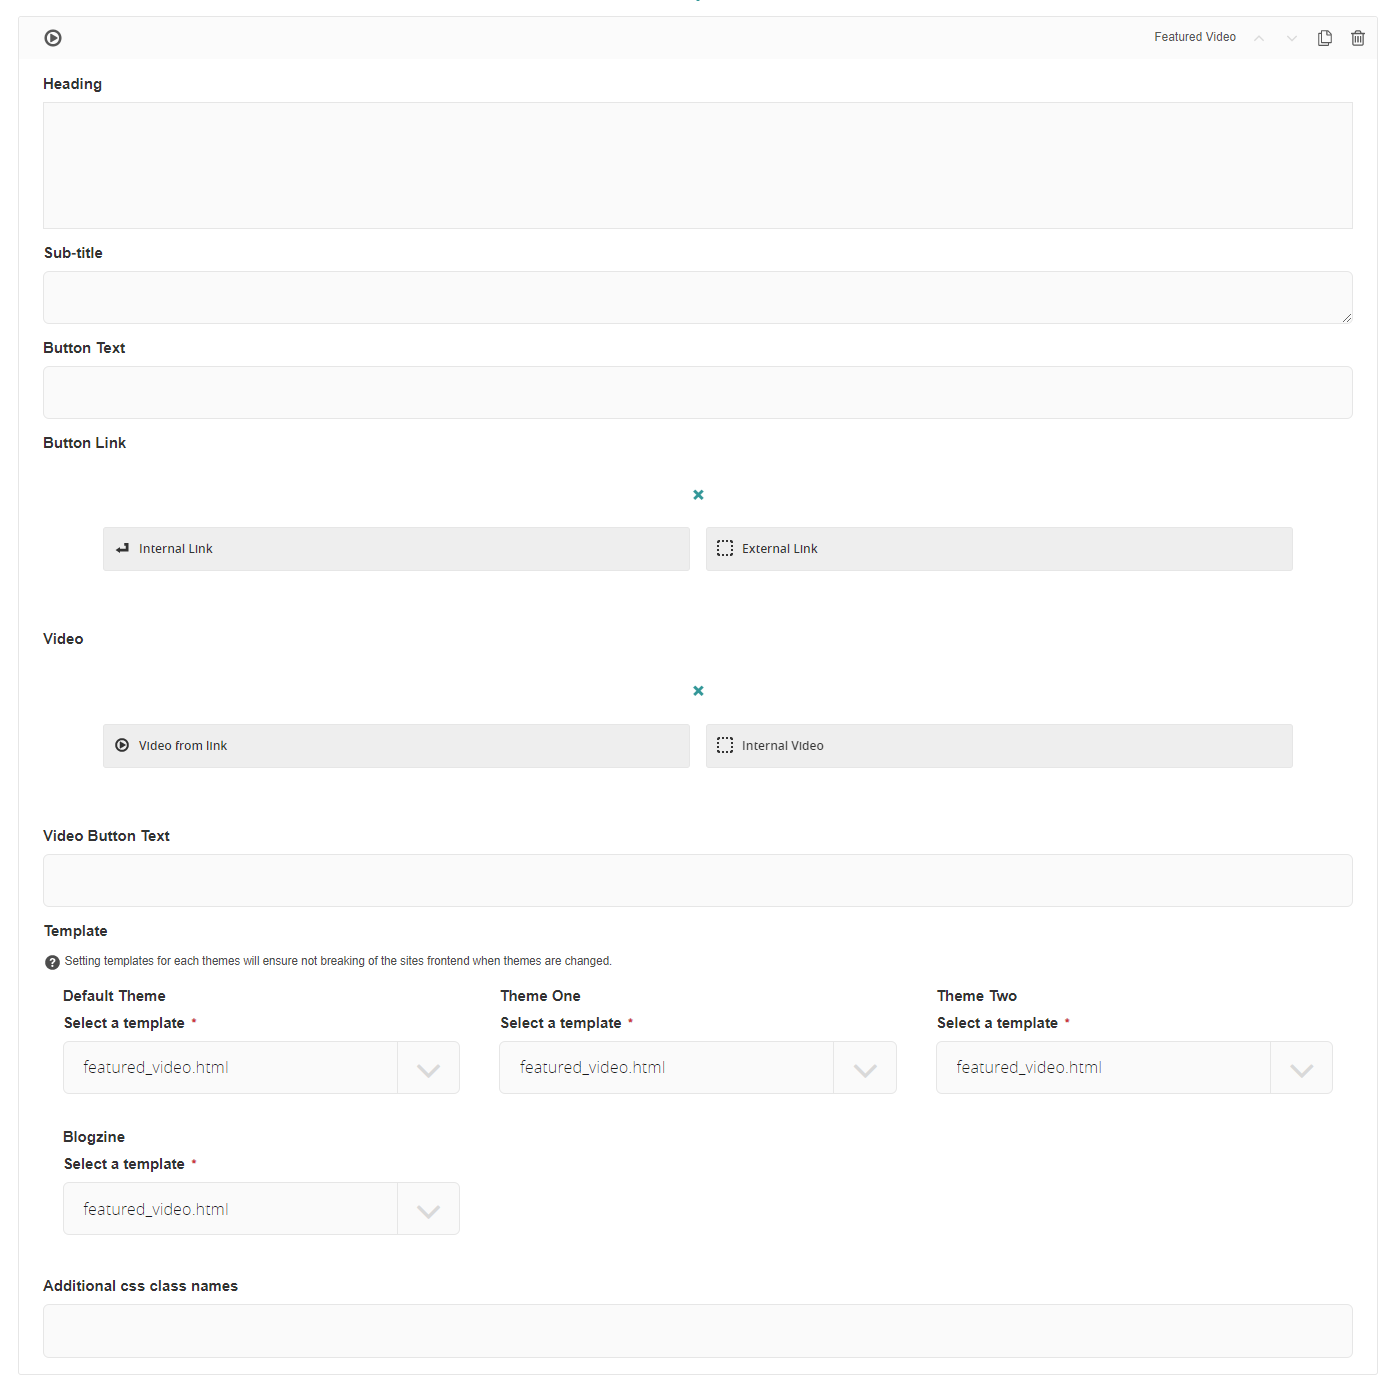 Featured Video
Heading
Sub-title
Button Text
Button Link
Internal Link
External Link
Video
Video from link
Internal Video
Video Button Text
Template
Setting templates for each themes will ensure not breaking of the sites frontend when themes are changed.
Default Theme
Select a template *
featured_video.html
Theme One
Select a template *
featured_video.html
Theme Two
Select a template *
featured_video.html
Blogzine
Select a template *
featured_video.html
Additional css class names